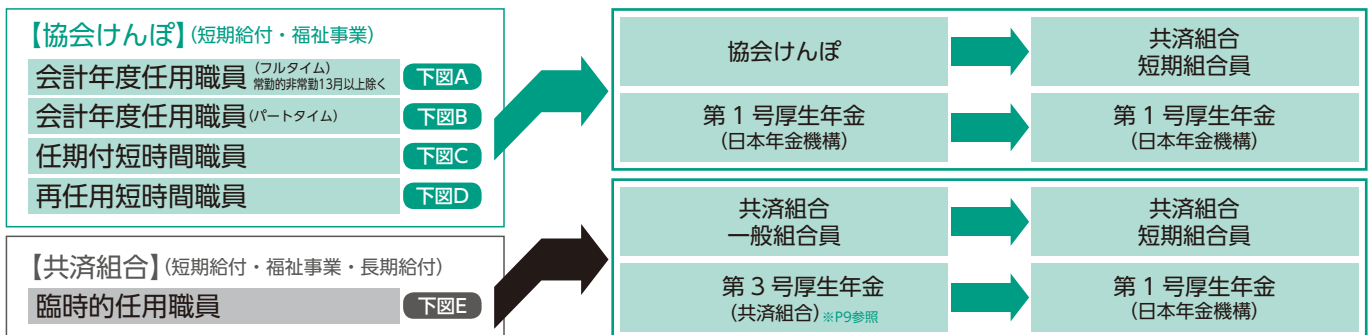 【協会けんぽ】(短期給付・福祉事業)
会計年度任用職員 (フルタイム) 常勤的非常勤13月以上除く 下図A
会計年度任用職員 (パートタイム) 下図B
任期付短時間職員 下図C
再任用短時間職員 下図D
【共済組合】(短期給付・福祉事業・長期給付)
臨時的任用職員 下図E
協会けんぽ
共済組合
短期組合員
第1号厚生年金
(日本年金機構)
第1号厚生年金
(日本年金機構)
共済組合
一般組合員
共済組合
短期組合員
第3号厚生年金
(共済組合)※P9参照
第1号厚生年金
(日本年金機構)